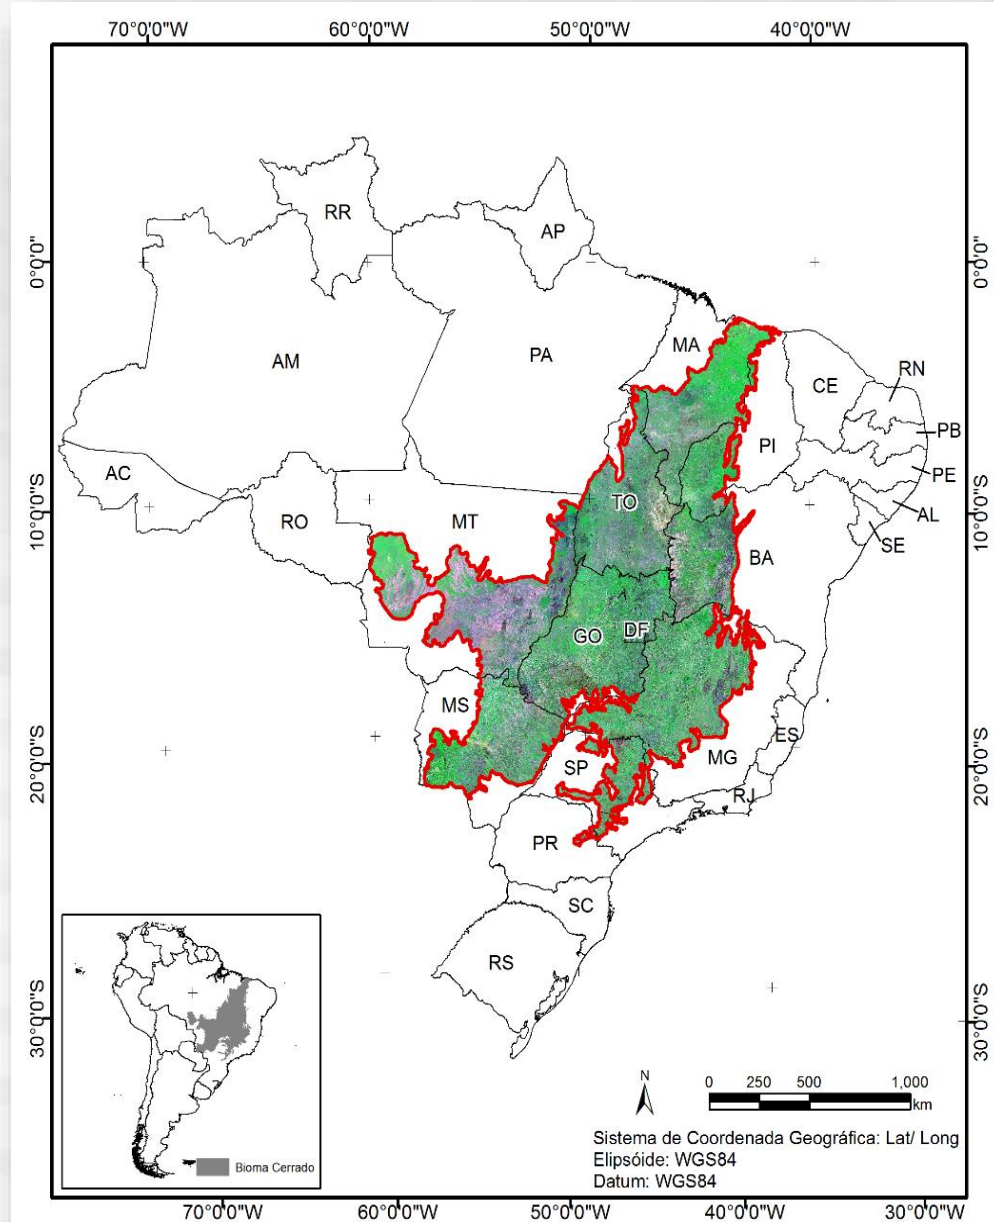 70°0'0"W 60°0'0"W 50°0'0"W 40°0'0"W
RR
AP
0°0'0" 0°0'0"
MA
AM PA CE RN
PB
PI
AC PE
TO
10°0'0"S RO MT AL 10°0'0"S
SE
BA
GO DF
MS
ES
20°0'0"S SP MG 20°0'0"S
RJ
PR
SC
RS
30°0'0"S 30°0'0"S
N
0 250 500 1,000
km
Sistema de Coordenada Geográfica: Lat/ Long
Elipsóide: WGS84
Datum: WGS84
Bioma Cerrado
70°0'0"W 60°0'0"W 50°0'0"W 40°0'0"W 30°0'0"W